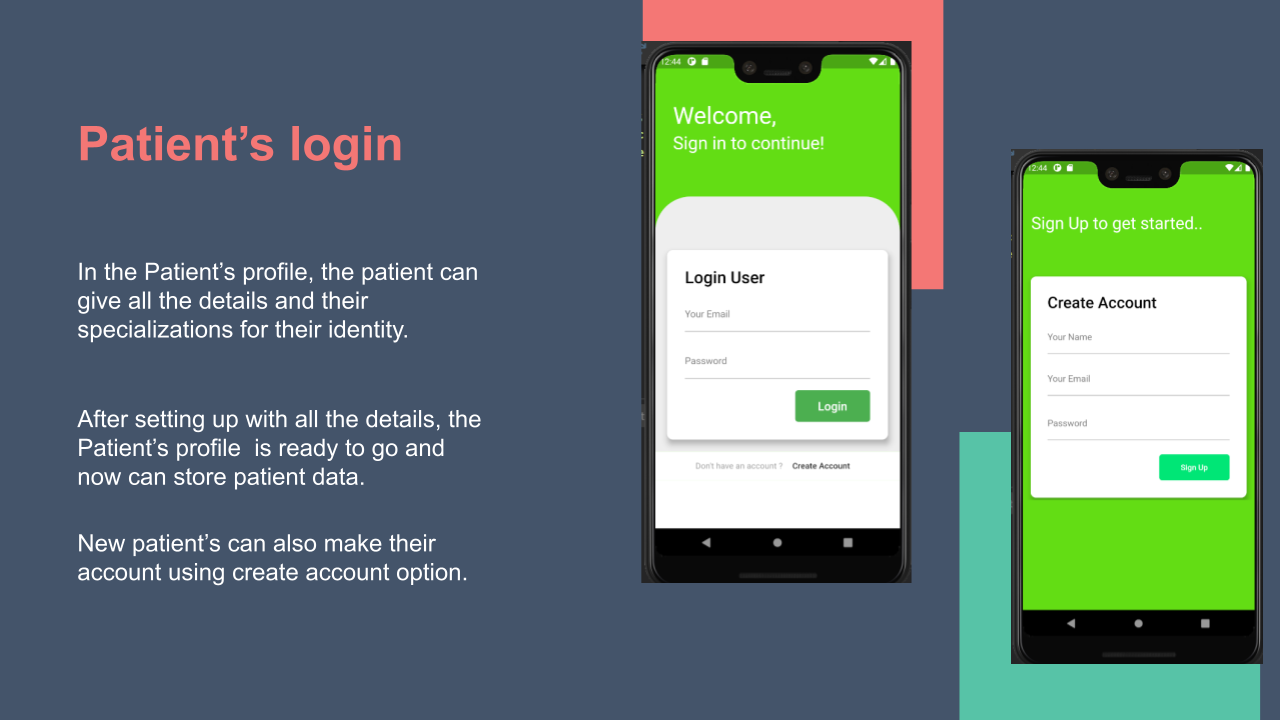 Patient’s login
In the Patient’s profile, the patient can
give all the details and their
specializations for their identity.
After setting up with all the details, the
Patient’s profile  is ready to go and
now can store patient data.
New patient’s can also make their
account using create account option.
12:44
Welcome,
Sign in to continue!
Login User
Your Email
Password
Login
Don't have an account ? Create Account
12:44
Sign Up to get started..
Create Account
Your Name
Your Email
Password
Sign Up